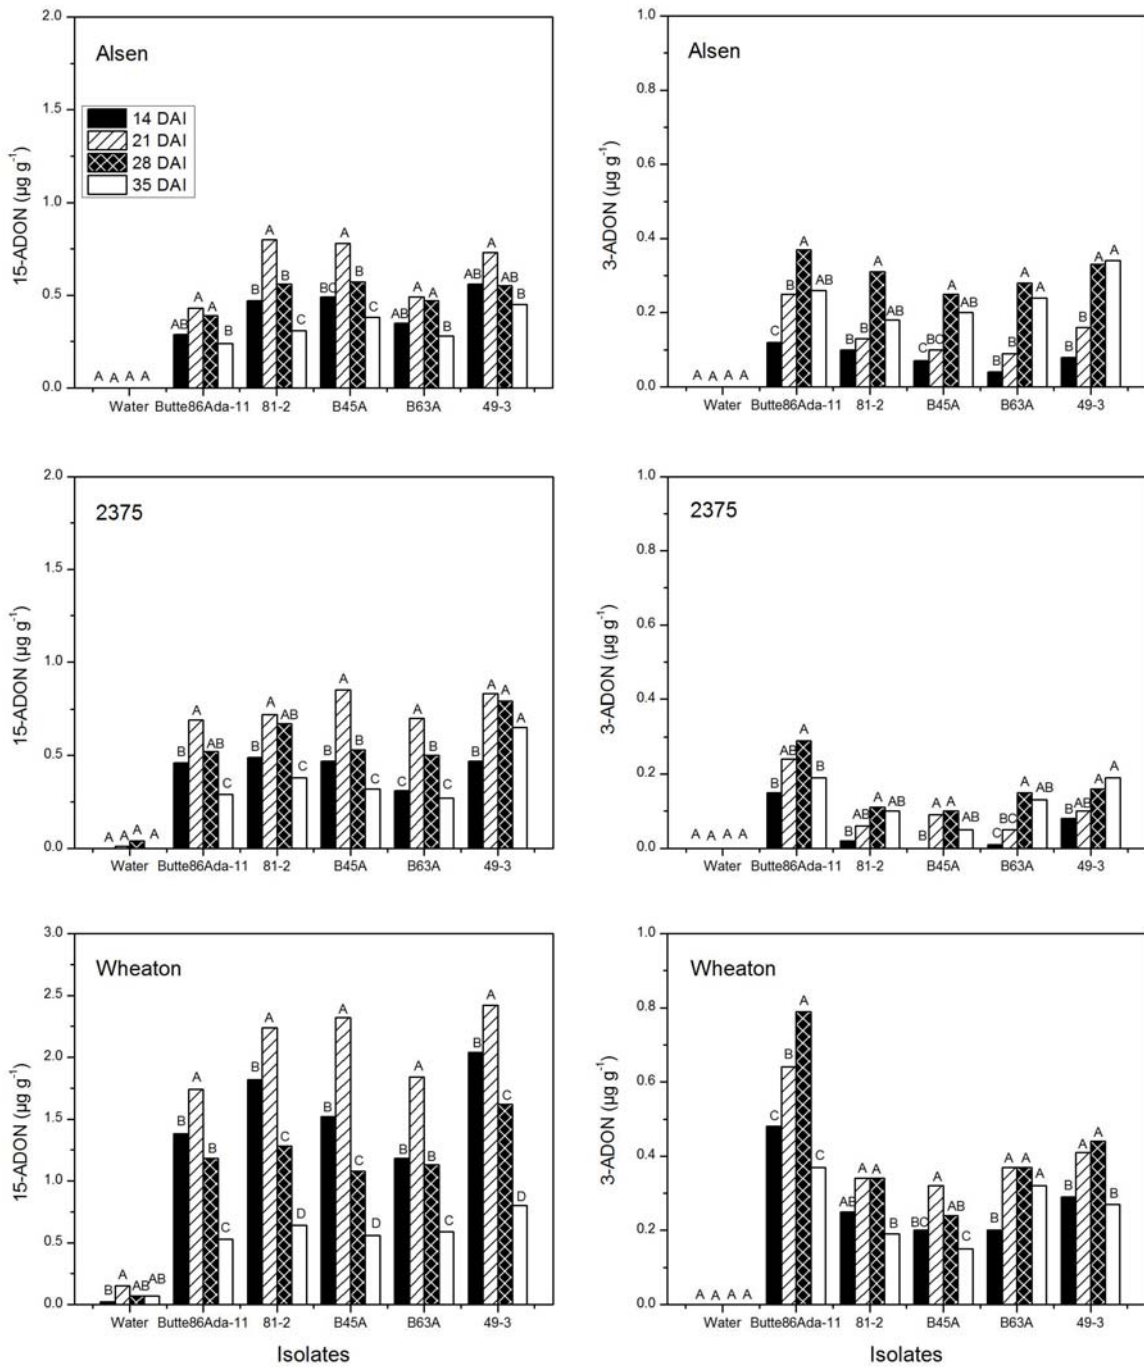 Alsen
14 DAI
21 DAI
28 DAI
35 DAI
15-ADON (µg g⁻¹)
2.0
1.5
1.0
0.5
0.0
A A A A
AB A A B
B A B C
BC A B C
AB A A B
AB A AB B
Water Butte86Ada-11 81-2 B45A B63A 49-3
Alsen
3-ADON (µg g⁻¹)
1.0
0.8
0.6
0.4
0.2
0.0
A A A A
C B A AB
B B A AB
C BC A AB
B B A A
B B A A
Water Butte86Ada-11 81-2 B45A B63A 49-3
2375
15-ADON (µg g⁻¹)
2.0
1.5
1.0
0.5
0.0
A A A A
B A AB C
B A AB C
B A B C
C A B C
B A A A
Water Butte86Ada-11 81-2 B45A B63A 49-3
2375
3-ADON (µg g⁻¹)
1.0
0.8
0.6
0.4
0.2
0.0
A A A A
B AB A B
B AB A AB
B A A AB
C BC A AB
B AB A A
Water Butte86Ada-11 81-2 B45A B63A 49-3
Wheaton
15-ADON (µg g⁻¹)
3.0
2.5
2.0
1.5
1.0
0.5
0.0
B A AB AB
B A B C
B A C D
B A C D
B A B C
B A C D
Water Butte86Ada-11 81-2 B45A B63A 49-3
Isolates
Wheaton
3-ADON (µg g⁻¹)
1.0
0.8
0.6
0.4
0.2
0.0
A A A A
C B A C
AB A A B
BC A AB C
B A A A
B A A B
Water Butte86Ada-11 81-2 B45A B63A 49-3
Isolates